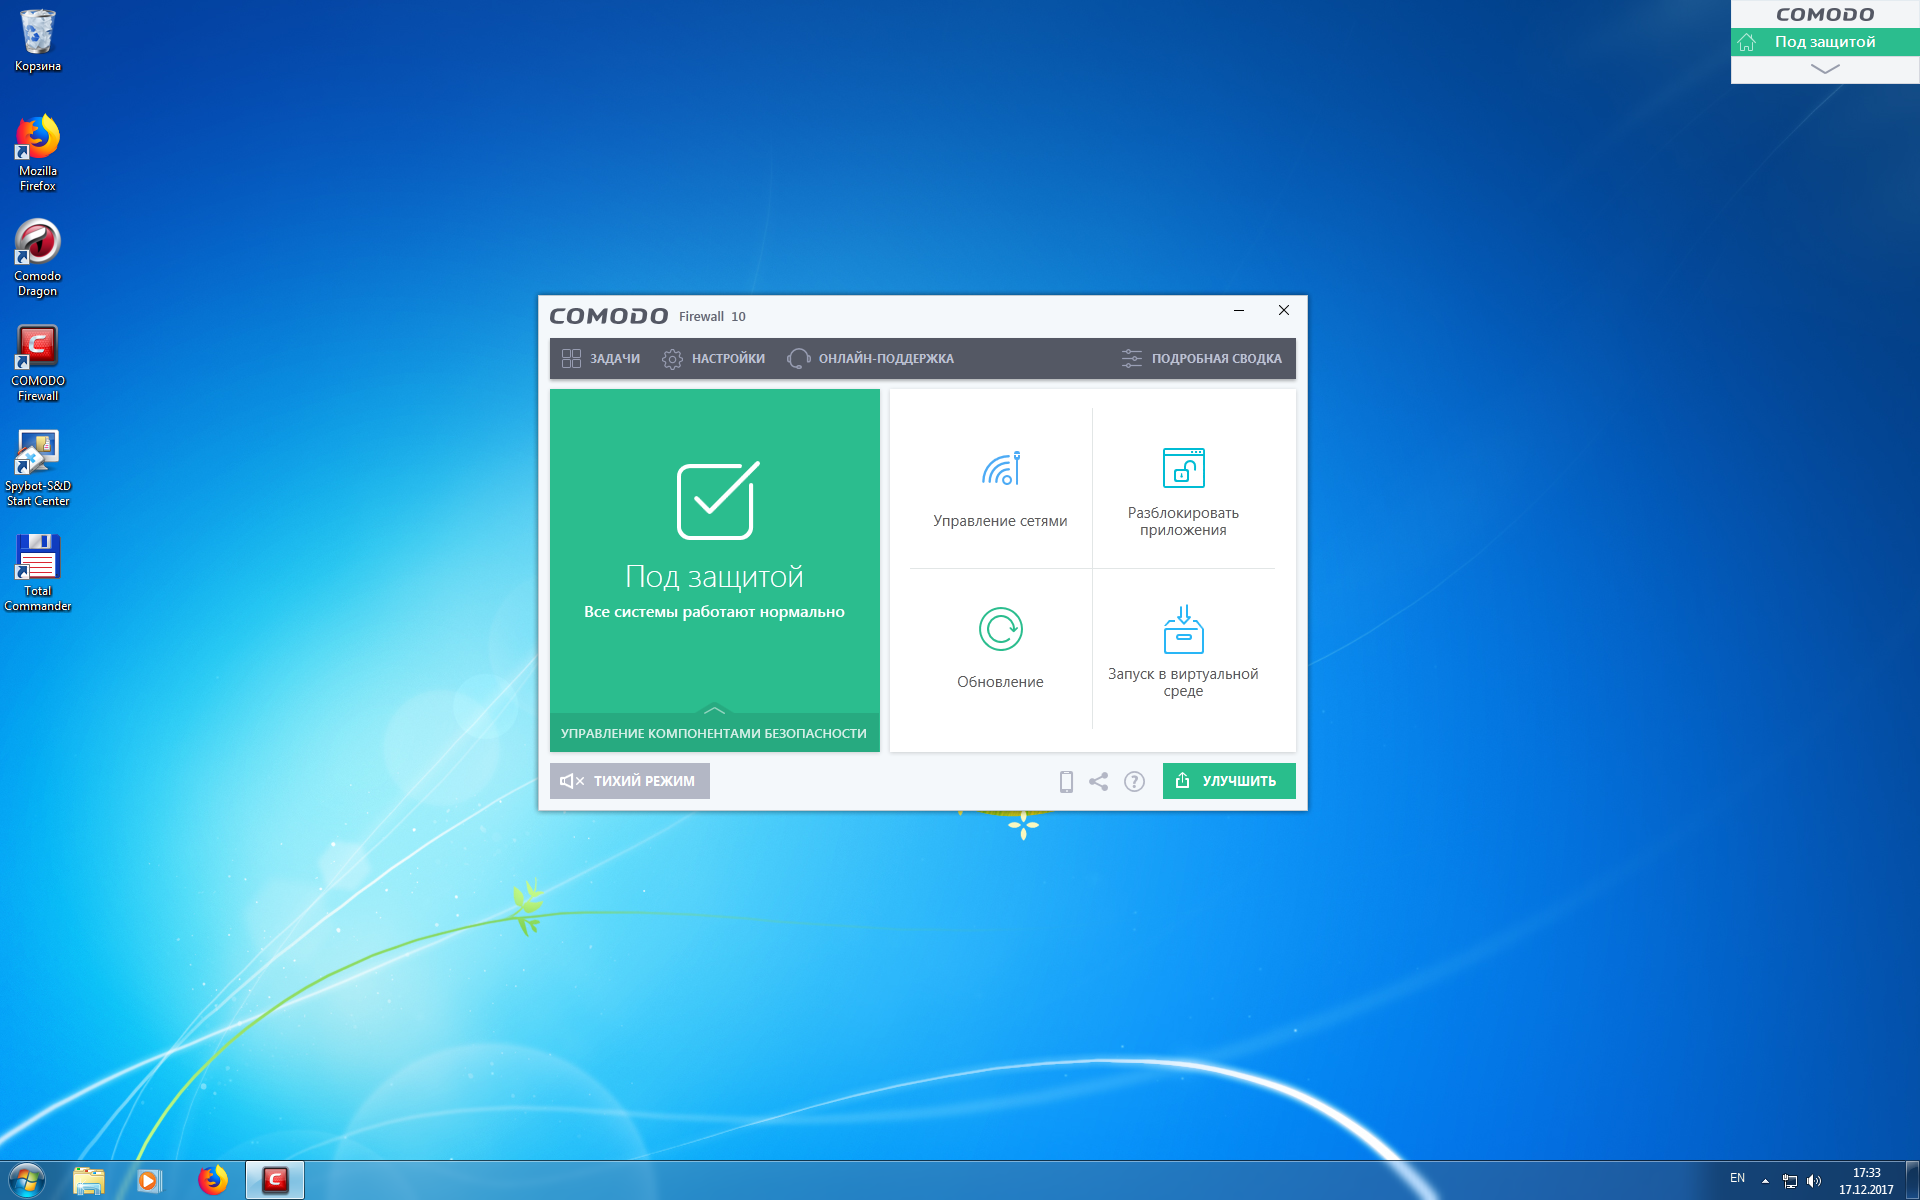 Корзина
Mozilla
Firefox
Comodo
Dragon
COMODO
Firewall
Spybot-S&D
Start Center
Total
Commander
COMODO
Под защитой
COMODO Firewall 10
ЗАДАЧИ НАСТРОЙКИ ОНЛАЙН-ПОДДЕРЖКА ПОДРОБНАЯ СВОДКА
Под защитой
Все системы работают нормально
УПРАВЛЕНИЕ КОМПОНЕНТАМИ БЕЗОПАСНОСТИ
Управление сетями
Разблокировать
приложения
Обновление
Запуск в виртуальной
среде
ТИХИЙ РЕЖИМ
УЛУЧШИТЬ
EN
17:33
17.12.2017